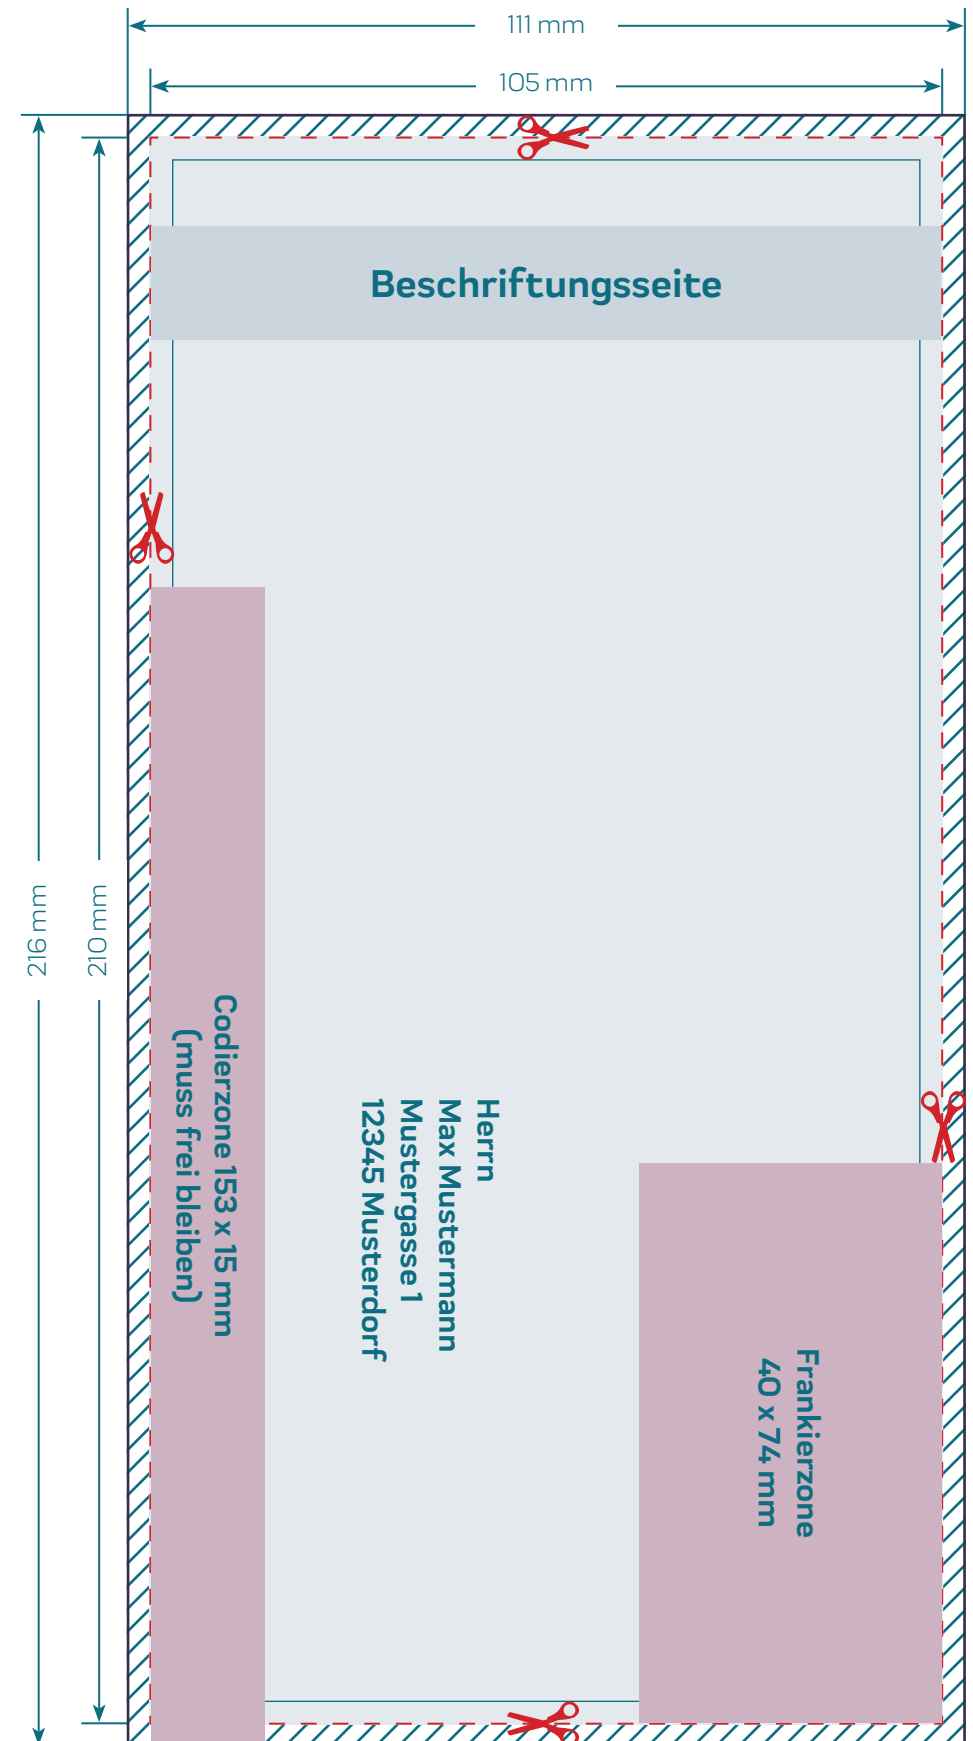 111 mm
105 mm
Beschriftungsseite
216 mm
210 mm
Codierzone 153 x 15 mm
(muss frei bleiben)
Herrn
Max Mustermann
Mustergasse 1
12345 Musterdorf
Frankierzone
40 x 74 mm